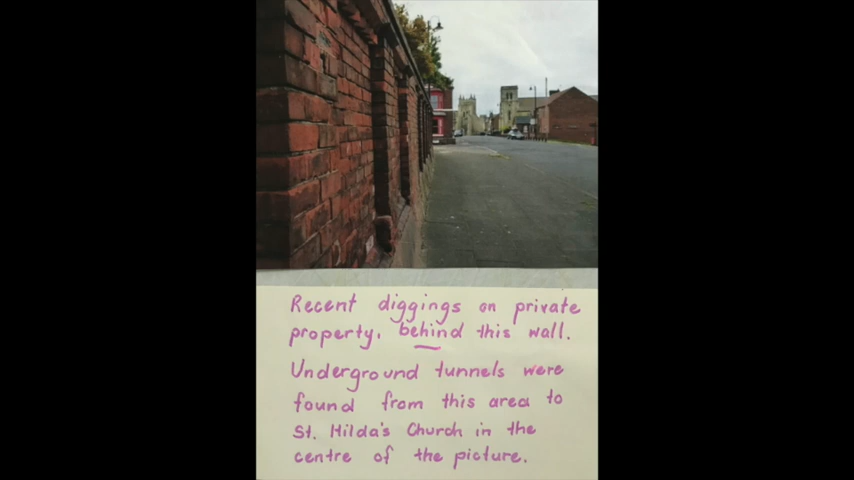 Recent diggings on private
property, behind this wall.
Underground tunnels were
found from this area to
St. Hilda's Church in the
centre of the picture.